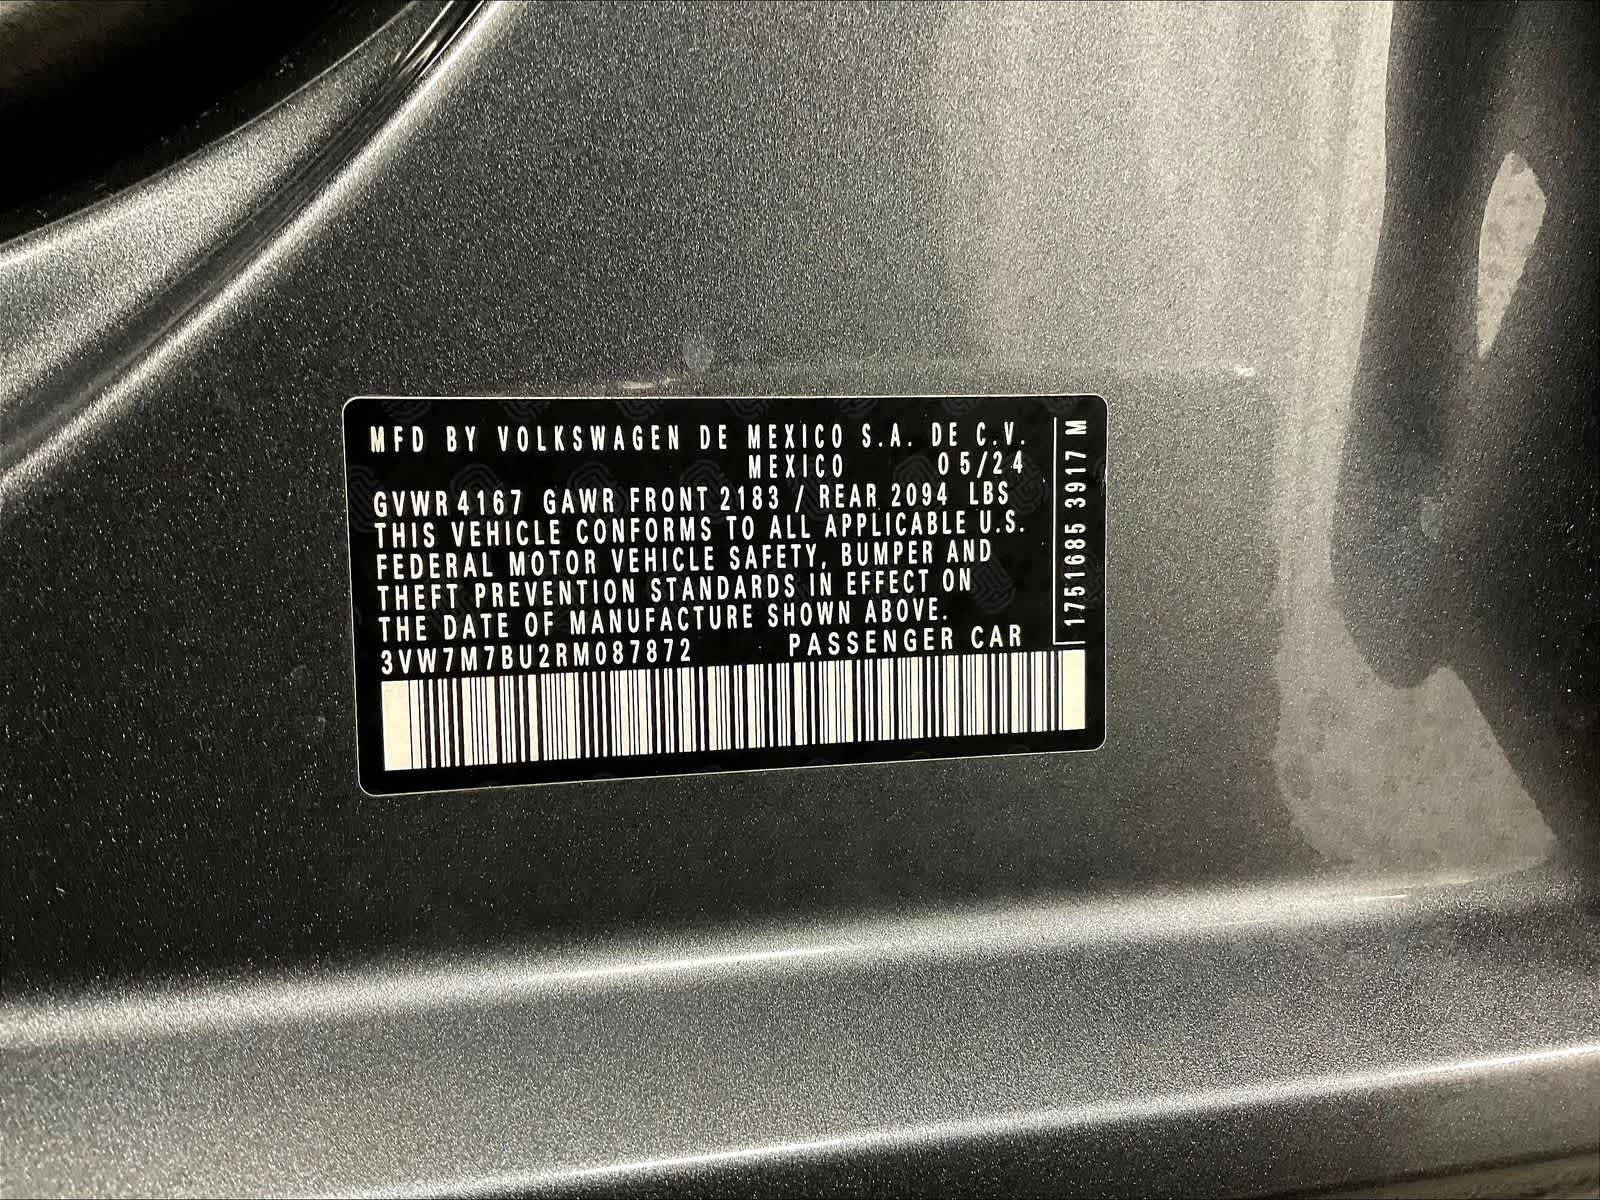 MFD BY VOLKSWAGEN DE MEXICO S.A. DE C.V.
MEXICO 05/24
GVWR 4167 GAWR FRONT 2183 / REAR 2094 LBS
THIS VEHICLE CONFORMS TO ALL APPLICABLE U.S.
FEDERAL MOTOR VEHICLE SAFETY, BUMPER AND
THEFT PREVENTION STANDARDS IN EFFECT ON
THE DATE OF MANUFACTURE SHOWN ABOVE.
3VW7M7BU2RM087872 PASSENGER CAR
1751685 3917 M